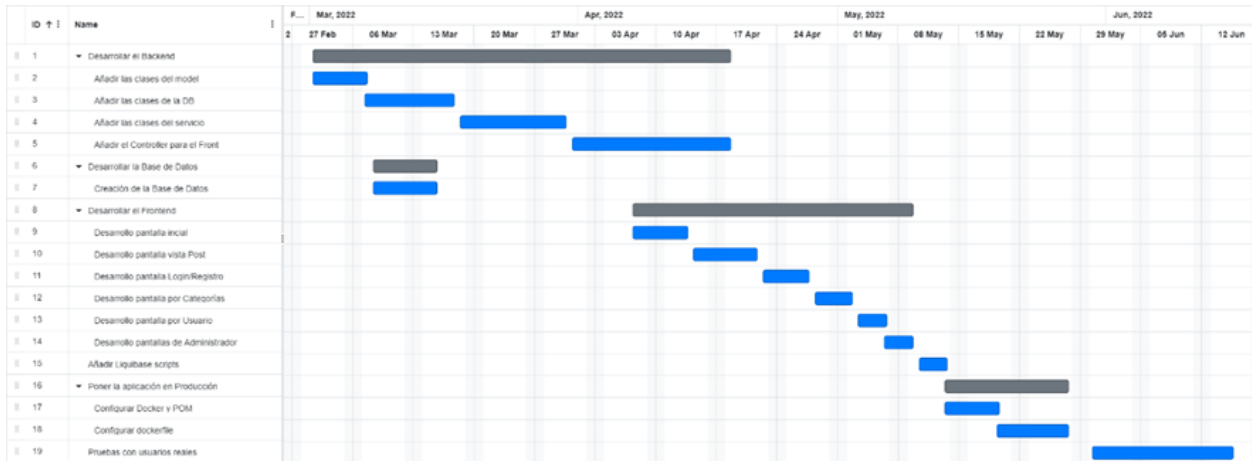 F... Mar, 2022 Apr, 2022 May, 2022 Jun, 2022
ID Name
2 27 Feb 06 Mar 13 Mar 20 Mar 27 Mar 03 Apr 10 Apr 17 Apr 24 Apr 01 May 08 May 15 May 22 May 29 May 05 Jun 12 Jun
1 Desarrollar el Backend
2 Añadir las clases del model
3 Añadir las clases de la DB
4 Añadir las clases del servicio
5 Añadir el Controller para el Front
6 Desarrollar la Base de Datos
7 Creación de la Base de Datos
8 Desarrollar el Frontend
9 Desarrollo pantalla incial
10 Desarrollo pantalla vista Post
11 Desarrollo pantalla Login/Registro
12 Desarrollo pantalla por Categorías
13 Desarrollo pantalla por Usuario
14 Desarrollo pantallas de Administrador
15 Añadir Liquibase scripts
16 Poner la aplicación en Producción
17 Configurar Docker y POM
18 Configurar dockerfile
19 Pruebas con usuarios reales